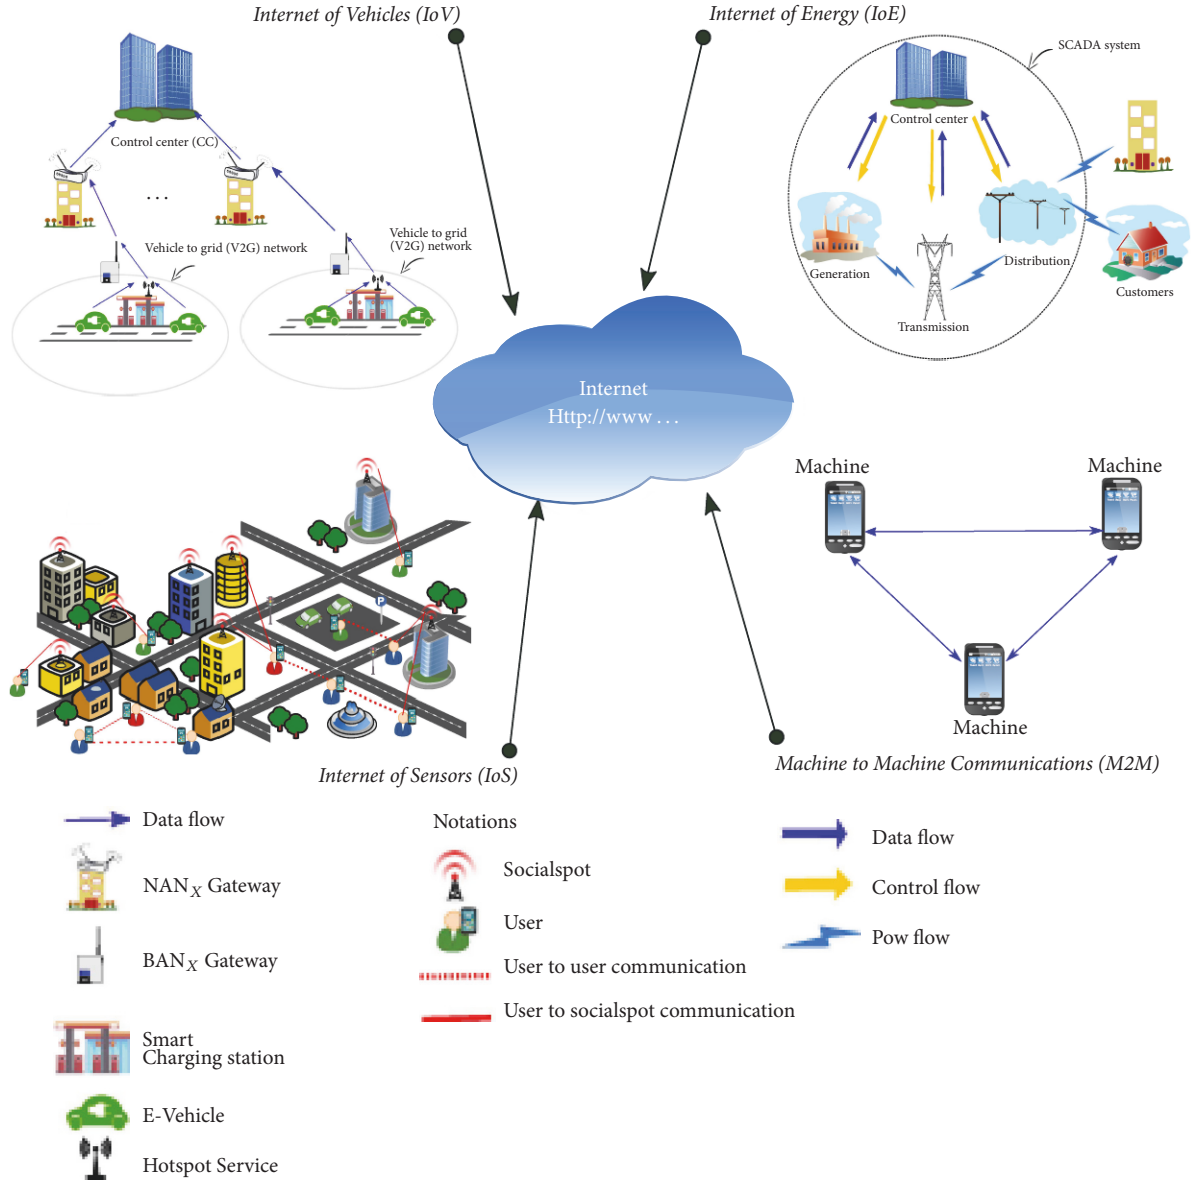 Internet of Vehicles (IoV)
Internet of Energy (IoE)
SCADA system
Control center (CC)
. . .
Vehicle to grid (V2G) network
Vehicle to grid
(V2G) network
Control center
Generation
Transmission
Distribution
Customers
Internet
Http://www . . .
Machine
Machine
Machine
P
Internet of Sensors (IoS)
Machine to Machine Communications (M2M)
Data flow
NANX Gateway
BANX Gateway
Smart
Charging station
E-Vehicle
Hotspot Service
Notations
Socialspot
User
User to user communication
User to socialspot communication
Data flow
Control flow
Pow flow